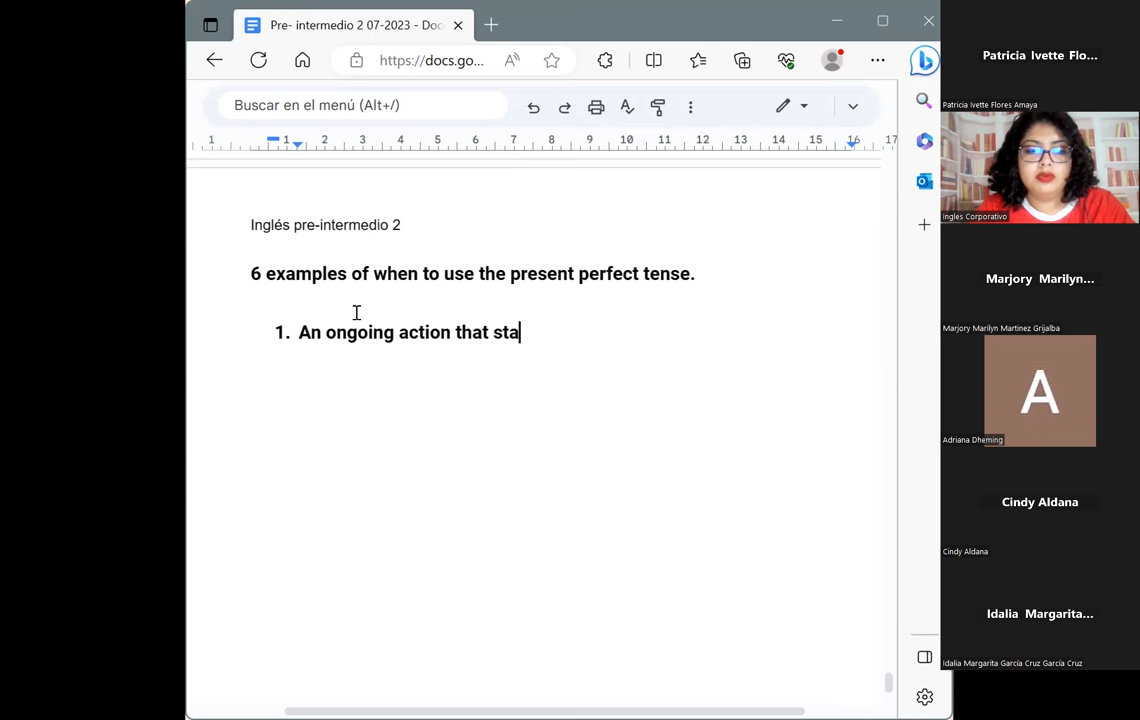 Pre- intermedio 2 07-2023 - Doc
https://docs.go...
Buscar en el menú (Alt+/)
1 1 2 3 4 5 6 7 8 9 10 11 12 13 14 15 16 17
Inglés pre-intermedio 2
6 examples of when to use the present perfect tense.
1. An ongoing action that sta
Patricia Ivette Flo...
Patricia Ivette Flores Amaya
Ingles Corporativo
Marjory Marilyn...
Marjory Marilyn Martinez Grijalba
A
Adriana Dheming
Cindy Aldana
Cindy Aldana
Idalia Margarita...
Idalia Margarita García Cruz García Cruz